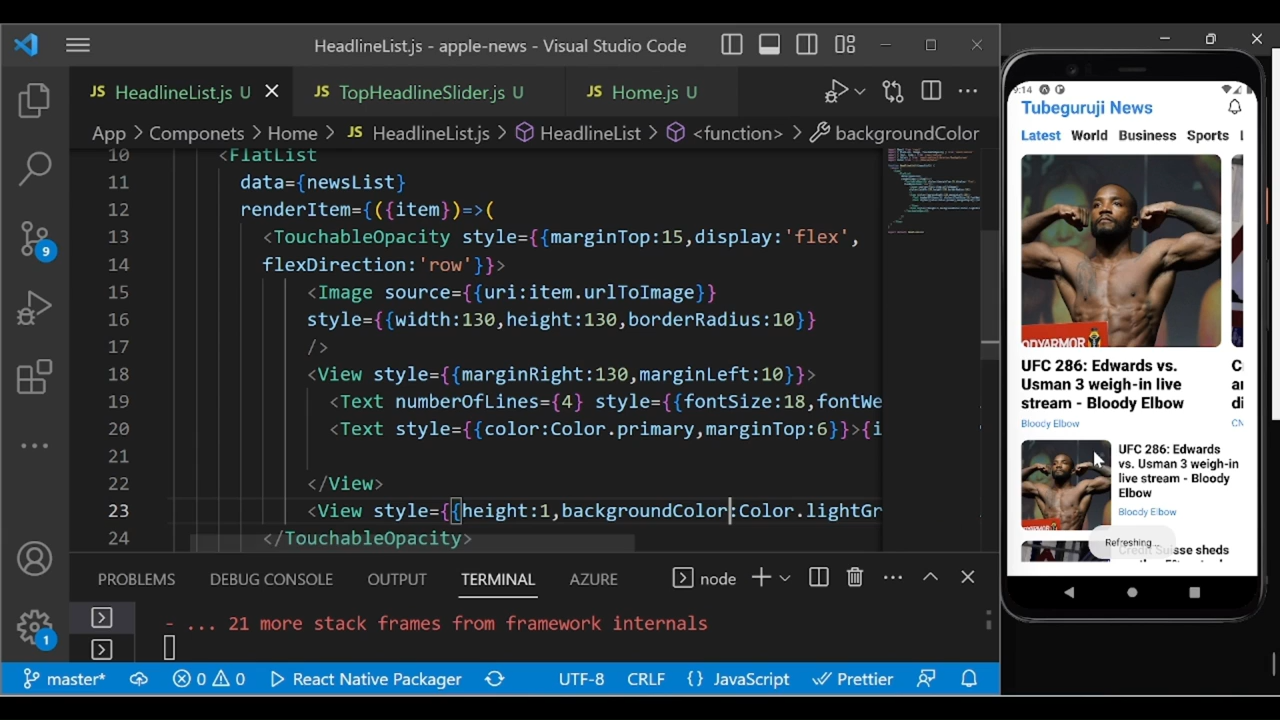 HeadlineList.js - apple-news - Visual Studio Code
JS HeadlineList.js U
JS TopHeadlineSlider.js U
JS Home.js U
App > Componets > Home > JS HeadlineList.js > HeadlineList > <function> > backgroundColor
10 <FlatList
11 data={newsList}
12 renderItem={({item})=>(
13 <TouchableOpacity style={{marginTop:15,display:'flex',
14 flexDirection:'row'}}>
15 <Image source={{uri:item.urlToImage}}
16 style={{width:130,height:130,borderRadius:10}}
17 />
18 <View style={{marginRight:130,marginLeft:10}}>
19 <Text numberOfLines={4} style={{fontSize:18,fontWe
20 <Text style={{color:Color.primary,marginTop:6}}>{i
21
22 </View>
23 <View style={{height:1,backgroundColor:Color.lightGr
24 </TouchableOpacity>
9
1
PROBLEMS DEBUG CONSOLE OUTPUT TERMINAL AZURE
node
- ... 21 more stack frames from framework internals
master* 0 0 React Native Packager UTF-8 CRLF {} JavaScript Prettier
9:14
Tubeguruji News
Latest World Business Sports
UFC 286: Edwards vs.
Usman 3 weigh-in live
stream - Bloody Elbow
Bloody Elbow
UFC 286: Edwards
vs. Usman 3 weigh-in
live stream - Bloody
Elbow
Bloody Elbow
Refreshing...
Credit Suisse sheds